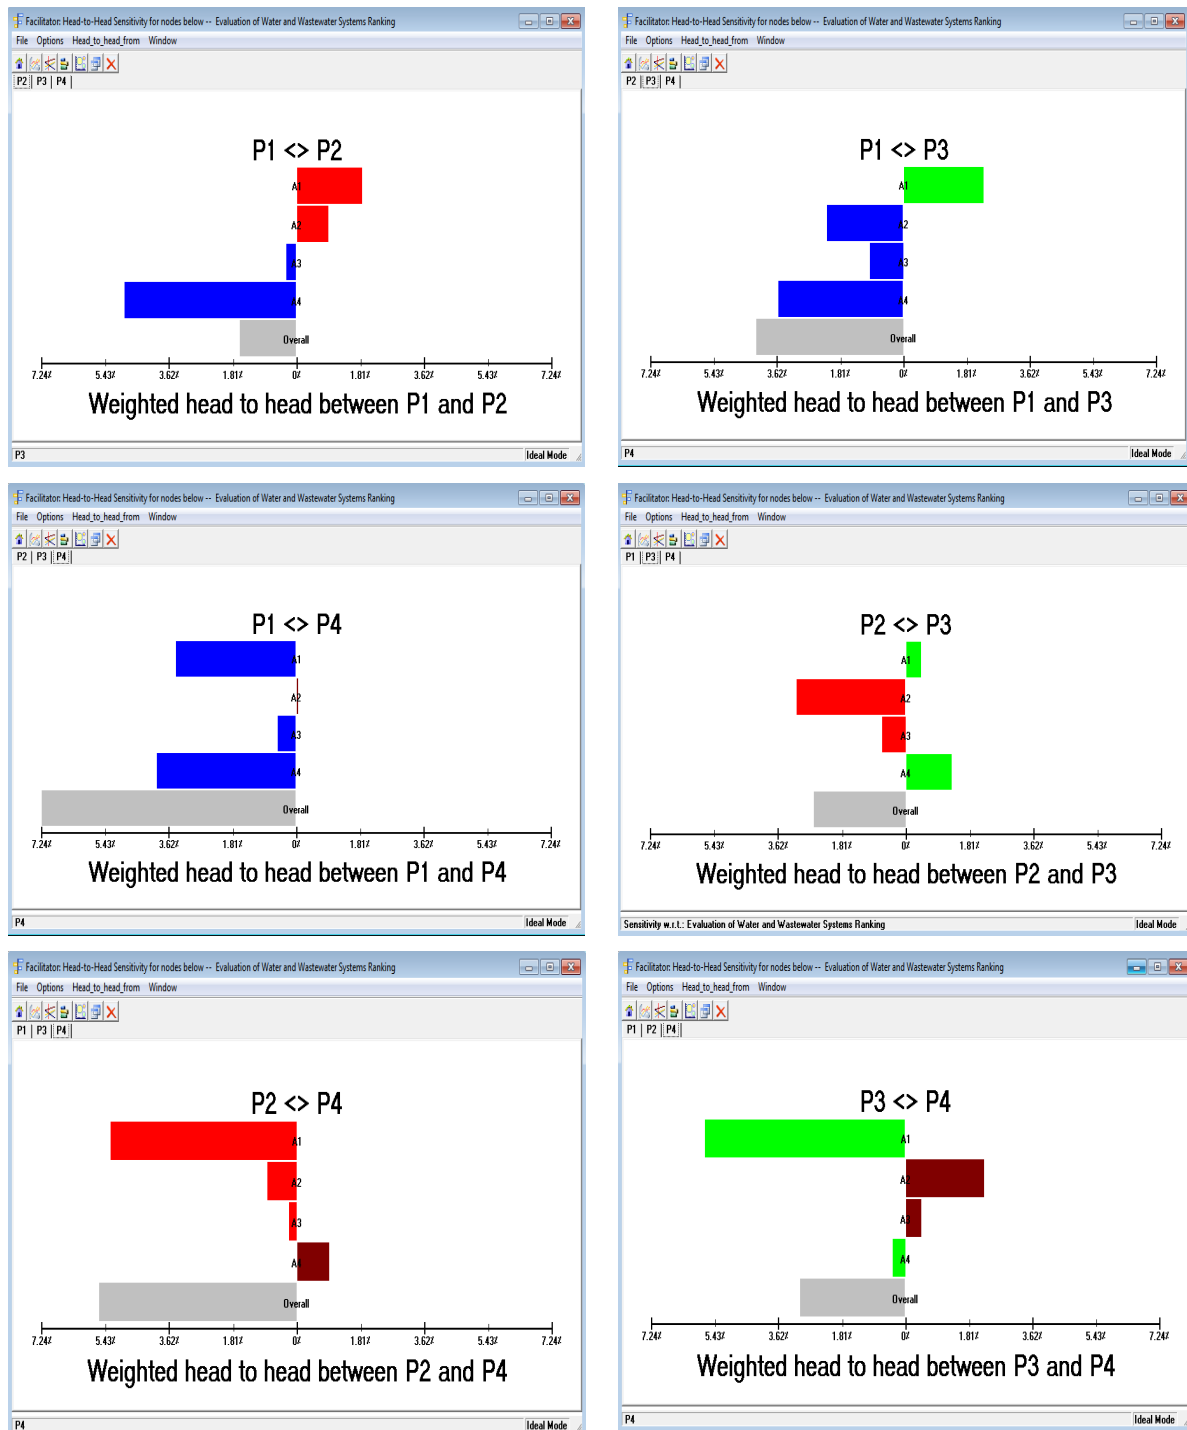 Facilitator: Head-to-Head Sensitivity for nodes below -- Evaluation of Water and Wastewater Systems Ranking
File Options Head_to_head_from Window
P2 P3 P4
P1 <> P2
A1
A2
A3
A4
Overall
7.24% 5.43% 3.62% 1.81% 0% 1.81% 3.62% 5.43% 7.24%
Weighted head to head between P1 and P2
P3 Ideal Mode
Facilitator: Head-to-Head Sensitivity for nodes below -- Evaluation of Water and Wastewater Systems Ranking
File Options Head_to_head_from Window
P2 P3 P4
P1 <> P3
A1
A2
A3
A4
Overall
7.24% 5.43% 3.62% 1.81% 0% 1.81% 3.62% 5.43% 7.24%
Weighted head to head between P1 and P3
P4 Ideal Mode
Facilitator: Head-to-Head Sensitivity for nodes below -- Evaluation of Water and Wastewater Systems Ranking
File Options Head_to_head_from Window
P2 P3 P4
P1 <> P4
A1
A2
A3
A4
Overall
7.24% 5.43% 3.62% 1.81% 0% 1.81% 3.62% 5.43% 7.24%
Weighted head to head between P1 and P4
P4 Ideal Mode
Facilitator: Head-to-Head Sensitivity for nodes below -- Evaluation of Water and Wastewater Systems Ranking
File Options Head_to_head_from Window
P1 P3 P4
P2 <> P3
A1
A2
A3
A4
Overall
7.24% 5.43% 3.62% 1.81% 0% 1.81% 3.62% 5.43% 7.24%
Weighted head to head between P2 and P3
Sensitivity w.r.t.: Evaluation of Water and Wastewater Systems Ranking Ideal Mode
Facilitator: Head-to-Head Sensitivity for nodes below -- Evaluation of Water and Wastewater Systems Ranking
File Options Head_to_head_from Window
P1 P3 P4
P2 <> P4
A1
A2
A3
A4
Overall
7.24% 5.43% 3.62% 1.81% 0% 1.81% 3.62% 5.43% 7.24%
Weighted head to head between P2 and P4
P4 Ideal Mode
Facilitator: Head-to-Head Sensitivity for nodes below -- Evaluation of Water and Wastewater Systems Ranking
File Options Head_to_head_from Window
P1 P2 P4
P3 <> P4
A1
A2
A3
A4
Overall
7.24% 5.43% 3.62% 1.81% 0% 1.81% 3.62% 5.43% 7.24%
Weighted head to head between P3 and P4
P4 Ideal Mode